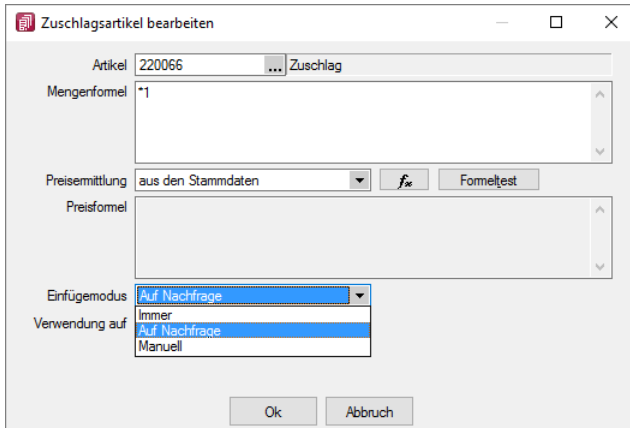 Zuschlagsartikel bearbeiten
Artikel 220066 ... Zuschlag
Mengenformel *1
Preisermittlung aus den Stammdaten fx Formeltest
Preisformel
Einfügemodus Auf Nachfrage
Immer
Verwendung auf Auf Nachfrage
Manuell
Ok Abbruch